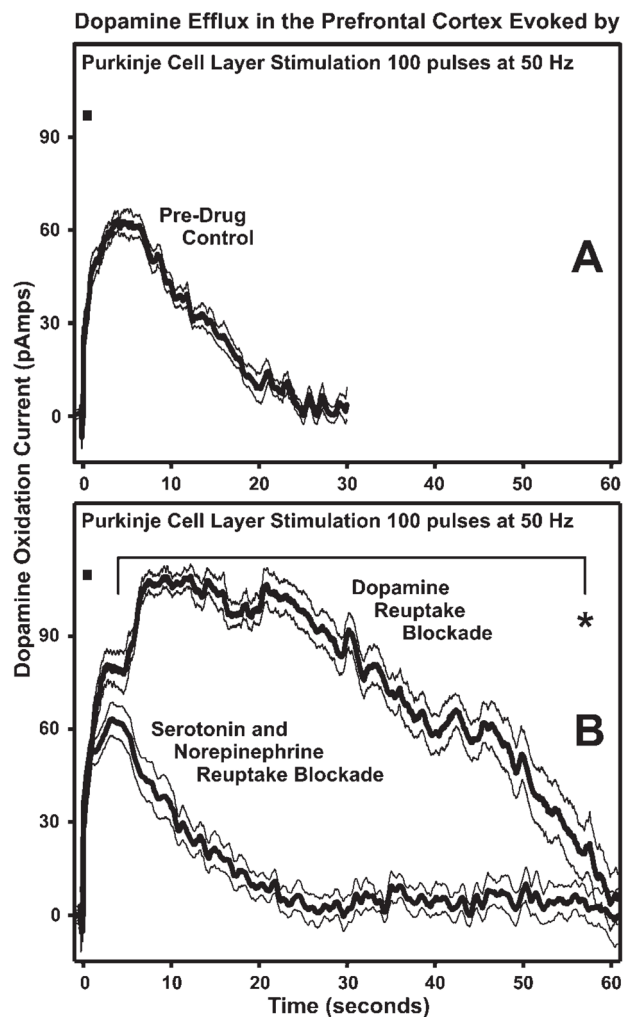 Dopamine Efflux in the Prefrontal Cortex Evoked by
Purkinje Cell Layer Stimulation 100 pulses at 50 Hz
90
60
30
0
Pre-Drug
Control
A
0 10 20 30 40 50 60
Dopamine Oxidation Current (pAmps)
Purkinje Cell Layer Stimulation 100 pulses at 50 Hz
90
60
30
0
Dopamine
Reuptake
Blockade
*
B
Serotonin and
Norepinephrine
Reuptake Blockade
0 10 20 30 40 50 60
Time (seconds)